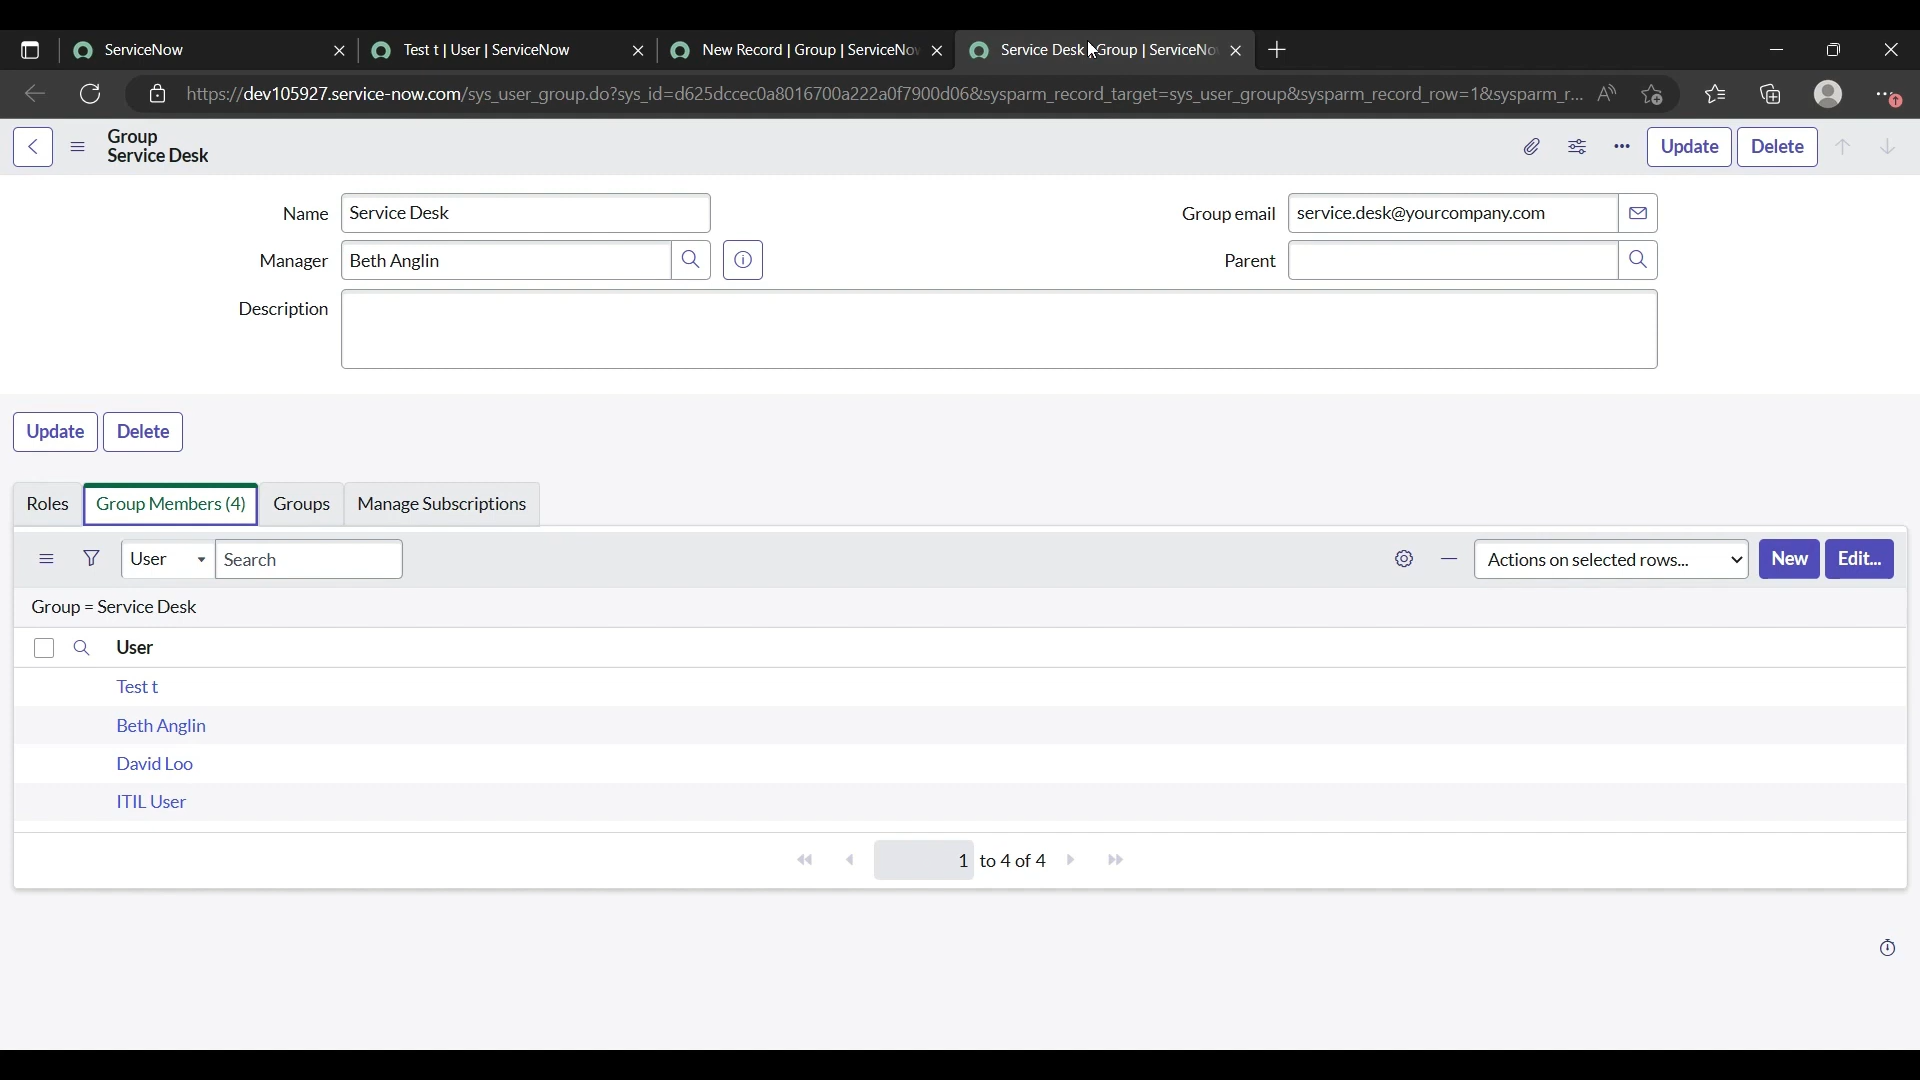 ServiceNow
Test t | User | ServiceNow
New Record | Group | ServiceNo
Service Desk Group | ServiceNo
https://dev105927.service-now.com/sys_user_group.do?sys_id=d625dccec0a8016700a222a0f7900d06&sysparm_record_target=sys_user_group&sysparm_record_row=1&sysparm_r...
Group
Service Desk
Update
Delete
Name
Service Desk
Group email
service.desk@yourcompany.com
Manager
Beth Anglin
Parent
Description
Update
Delete
Roles
Group Members (4)
Groups
Manage Subscriptions
User
Search
Actions on selected rows...
New
Edit...
Group = Service Desk
User
Test t
Beth Anglin
David Loo
ITIL User
1 to 4 of 4